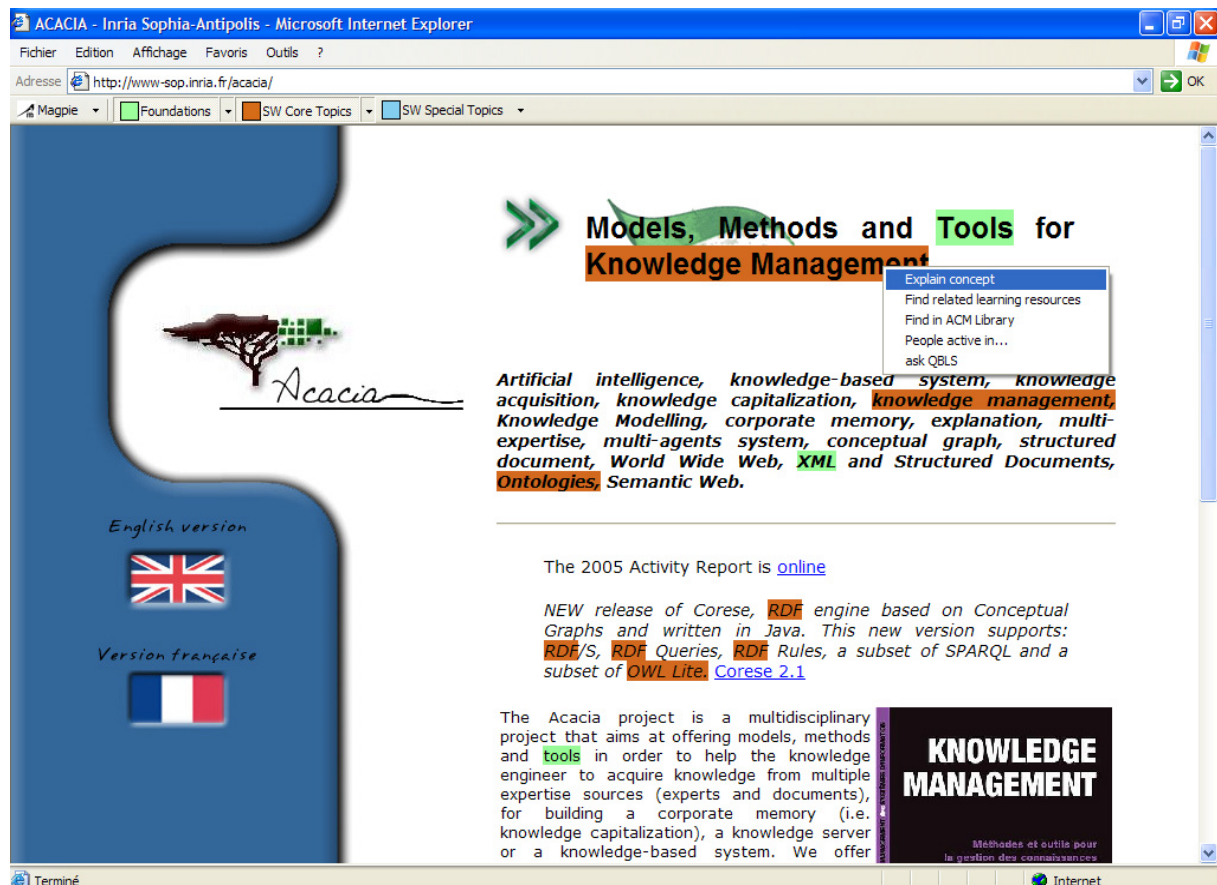 ACACIA - Inria Sophia-Antipolis - Microsoft Internet Explorer
Fichier Edition Affichage Favoris Outils ?
Adresse http://www-sop.inria.fr/acacia/ OK
Magpie Foundations SW Core Topics SW Special Topics
Models, Methods and Tools for
Knowledge Management
Explain concept
Find related learning resources
Find in ACM Library
People active in...
ask QBLS
Acacia
Artificial intelligence, knowledge-based system, knowledge
acquisition, knowledge capitalization, knowledge management,
Knowledge Modelling, corporate memory, explanation, multi-
expertise, multi-agents system, conceptual graph, structured
document, World Wide Web, XML and Structured Documents,
Ontologies, Semantic Web.
English version
Version française
The 2005 Activity Report is online
NEW release of Corese, RDF engine based on Conceptual
Graphs and written in Java. This new version supports:
RDF/S, RDF Queries, RDF Rules, a subset of SPARQL and a
subset of OWL Lite. Corese 2.1
The Acacia project is a multidisciplinary
project that aims at offering models, methods
and tools in order to help the knowledge
engineer to acquire knowledge from multiple
expertise sources (experts and documents),
for building a corporate memory (i.e.
knowledge capitalization), a knowledge server
or a knowledge-based system. We offer
KNOWLEDGE
MANAGEMENT
Méthodes et outils pour
la gestion des connaissances
Terminé Internet